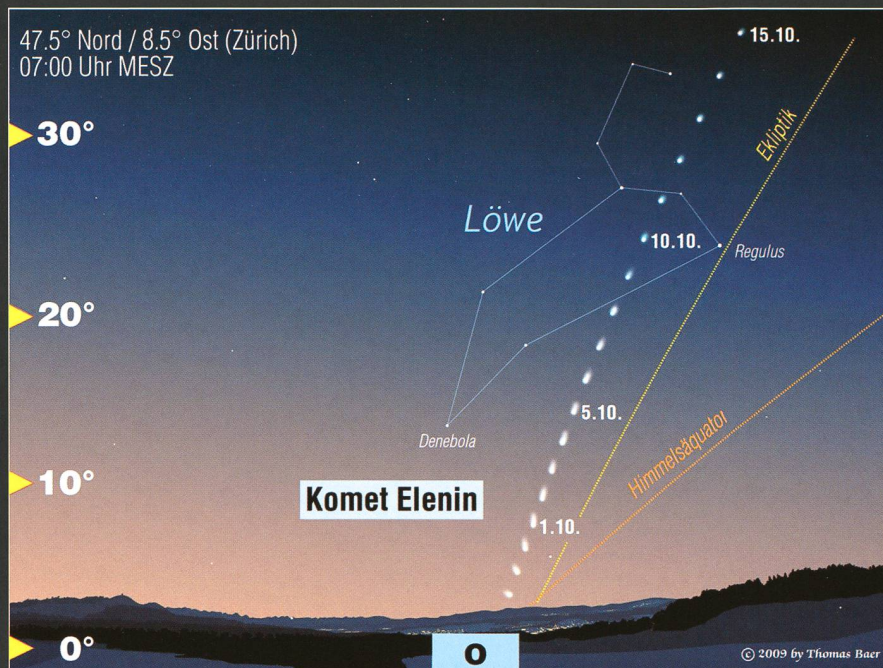 47.5° Nord / 8.5° Ost (Zürich)
07:00 Uhr MESZ
15.10.
30°
Ekliptik
Löwe
10.10.
Regulus
20°
5.10.
Denebola
Himmelsäquator
10°
Komet Elenin
1.10.
0°
O
© 2009 by Thomas Baer